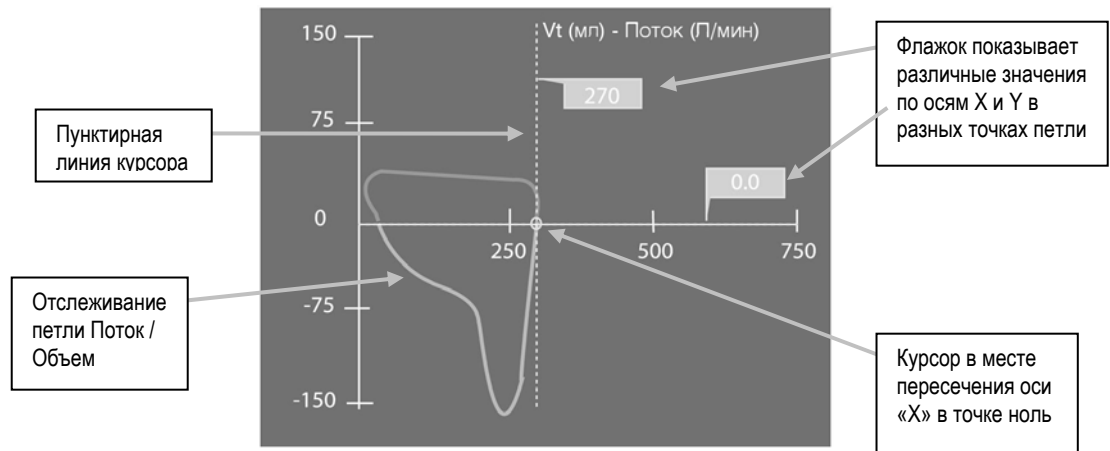 150
Vt (мл) - Поток (Л/мин)
270
75
0.0
0
250
500
750
-75
-150
Пунктирная
линия курсора
Отслеживание
петли Поток /
Объем
Флажок показывает
различные значения
по осям X и Y в
разных точках петли
Курсор в месте
пересечения оси
«X» в точке ноль